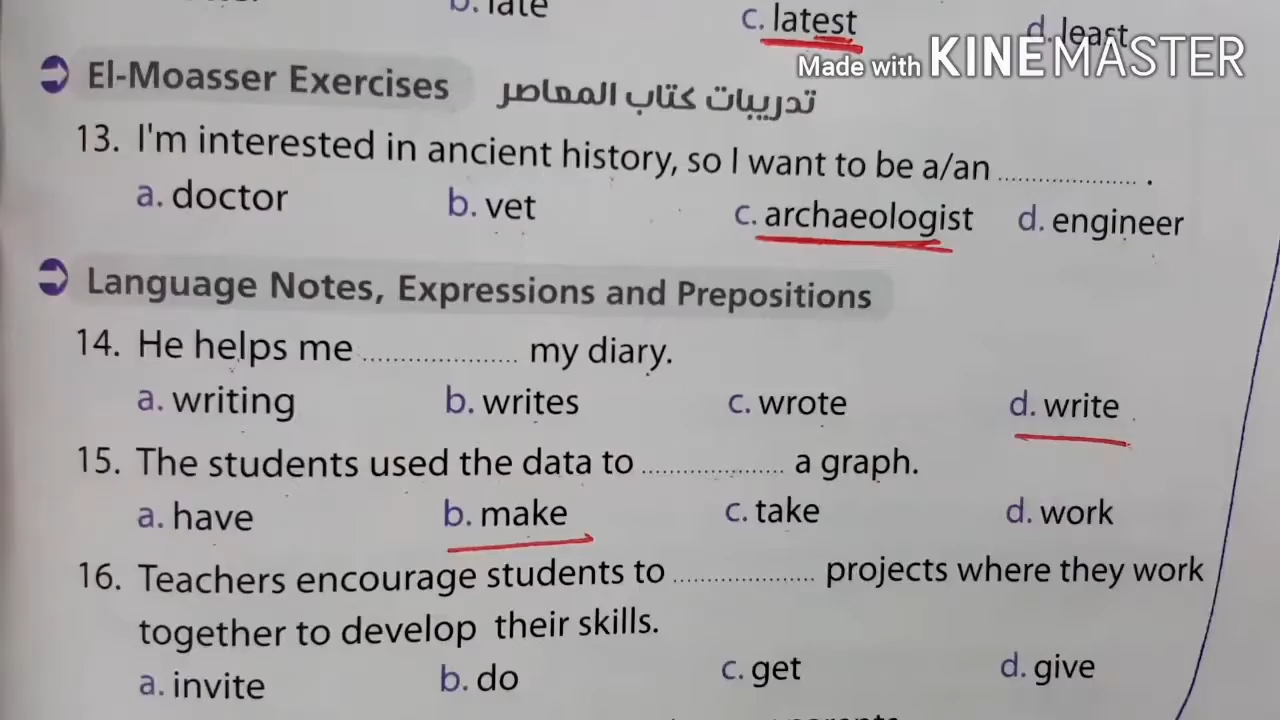 b. late c. latest d. least
Made with KINEMASTER
El-Moasser Exercises تدريبات كتاب المعاصر
13. I'm interested in ancient history, so I want to be a/an .................... .
a. doctor b. vet c. archaeologist d. engineer
Language Notes, Expressions and Prepositions
14. He helps me .................... my diary.
a. writing b. writes c. wrote d. write
15. The students used the data to .................... a graph.
a. have b. make c. take d. work
16. Teachers encourage students to .................... projects where they work
together to develop their skills.
a. invite b. do c. get d. give